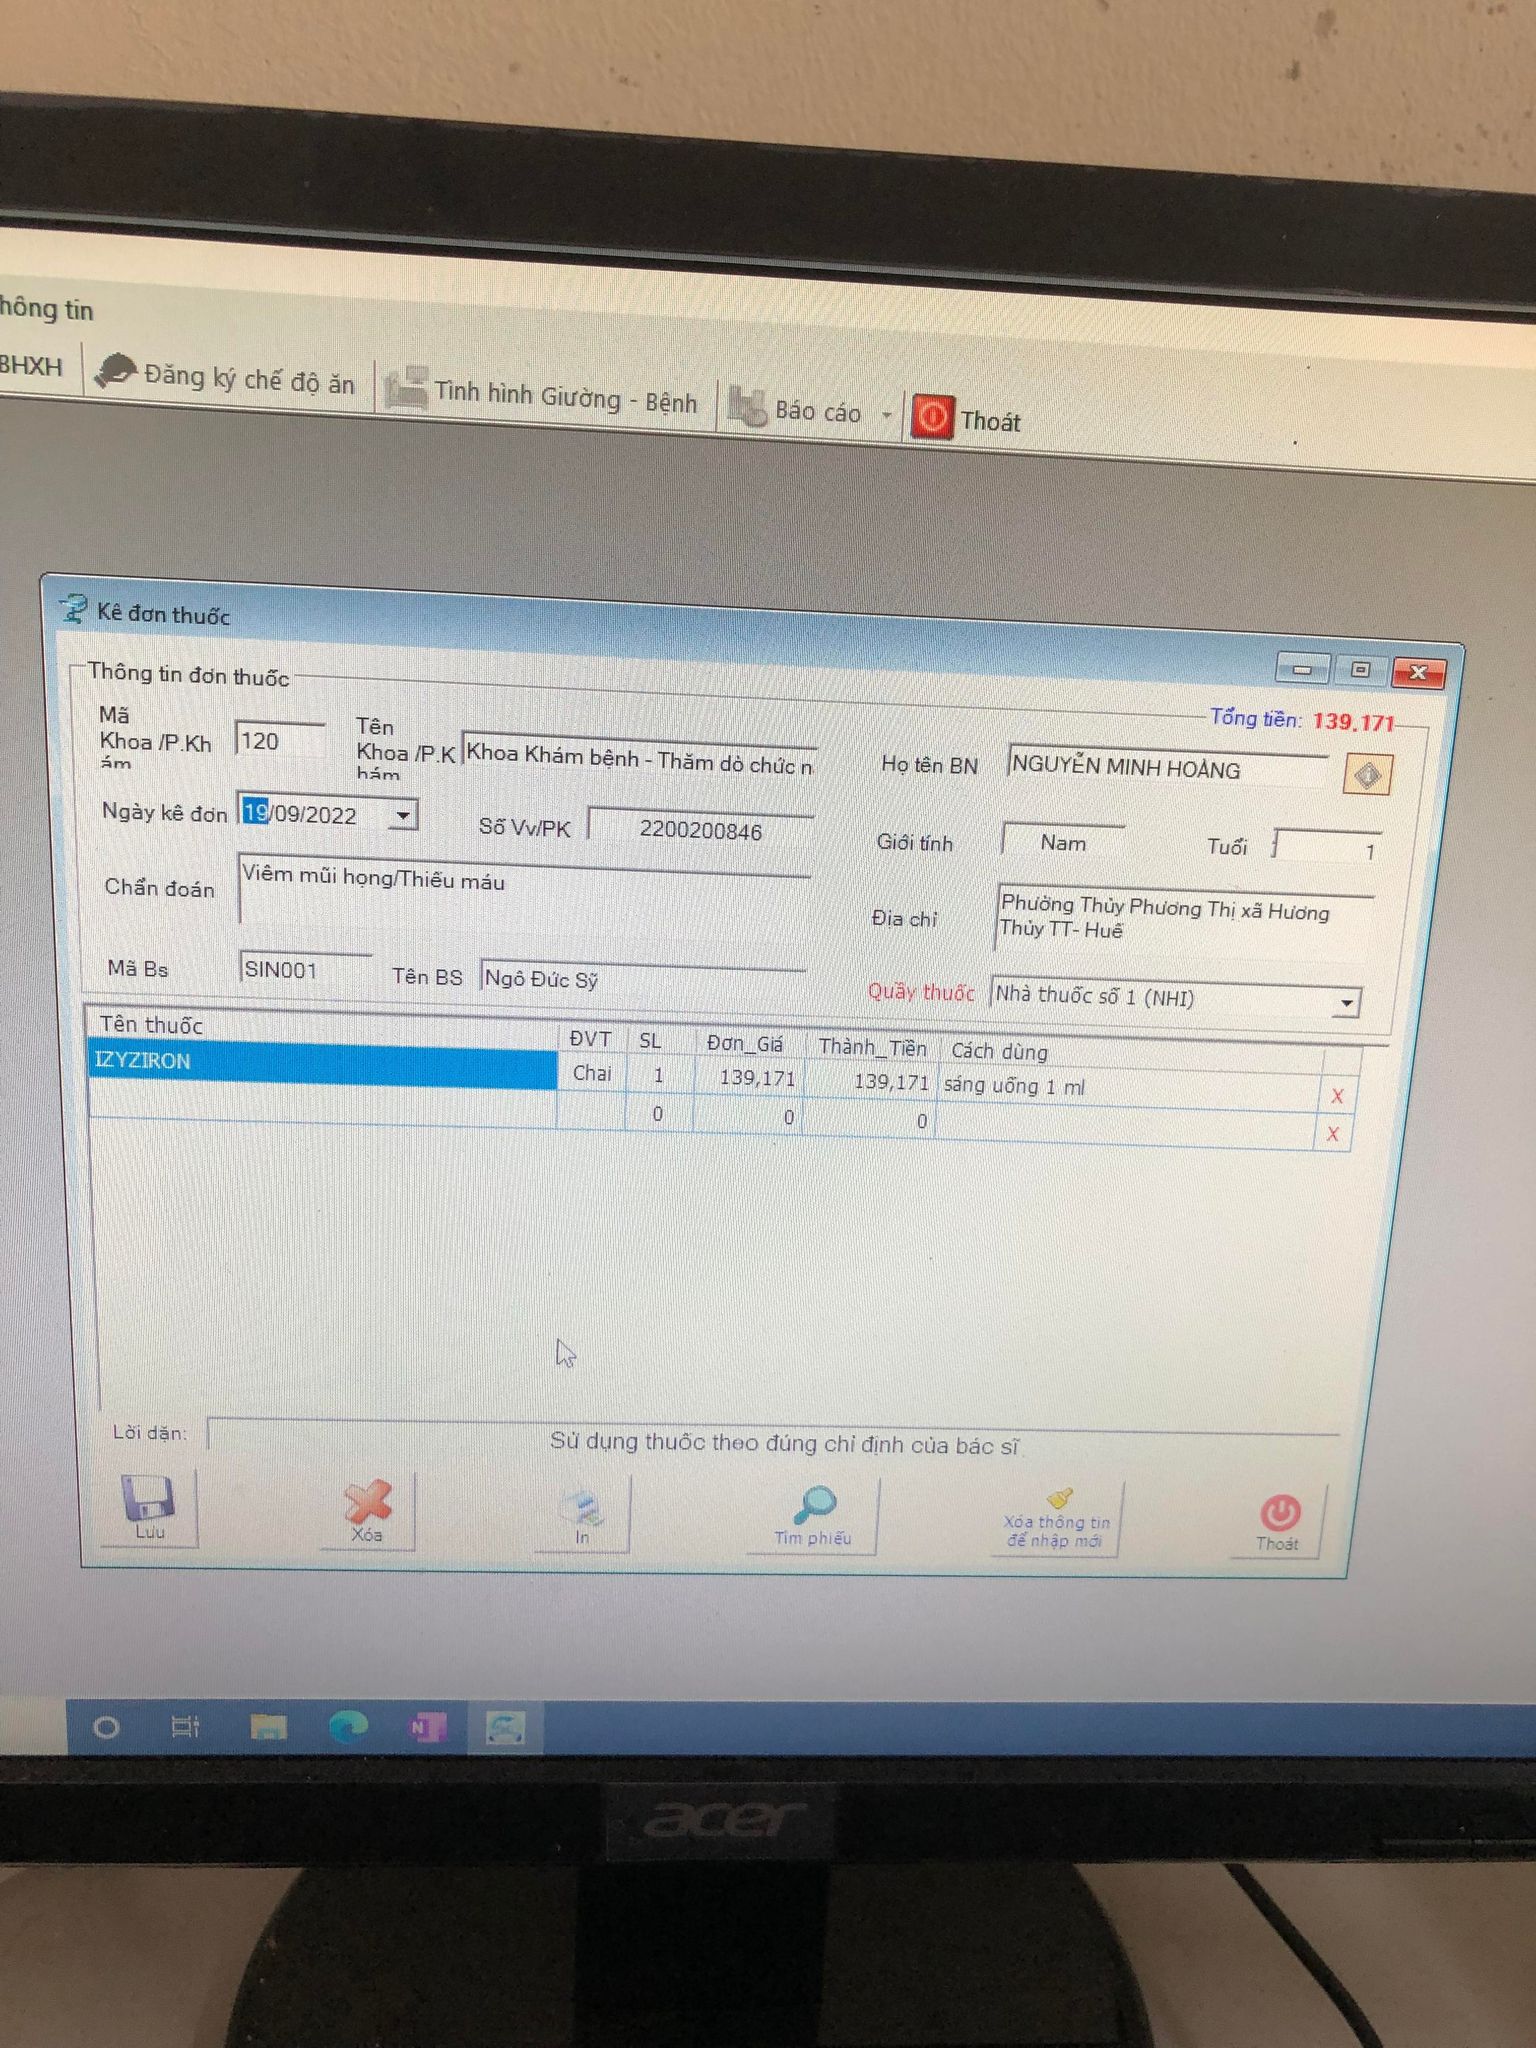 hông tin
BHXH
Đăng ký chế độ ăn
Tình hình Giường - Bệnh
Báo cáo
Thoát
Kê đơn thuốc
Thông tin đơn thuốc
Tổng tiền: 139,171
Mã
Khoa /P.Kh
ám
120
Tên
Khoa /P.K
hám
Khoa Khám bệnh - Thăm dò chức n
Họ tên BN
NGUYỄN MINH HOÀNG
Ngày kê đơn
19/09/2022
Số Vv/PK
2200200846
Giới tính
Nam
Tuổi
1
Chẩn đoán
Viêm mũi họng/Thiếu máu
Địa chỉ
Phường Thủy Phương Thị xã Hương
Thủy TT- Huế
Mã Bs
SIN001
Tên BS
Ngô Đức Sỹ
Quầy thuốc
Nhà thuốc số 1 (NHI)
Tên thuốc ĐVT SL Đơn_Giá Thành_Tiền Cách dùng
IZYZIRON Chai 1 139,171 139,171 sáng uống 1 ml X
0 0 0 X
Lời dặn:
Sử dụng thuốc theo đúng chỉ định của bác sĩ.
Lưu
Xóa
In
Tìm phiếu
Xóa thông tin
để nhập mới
Thoát
N
acer